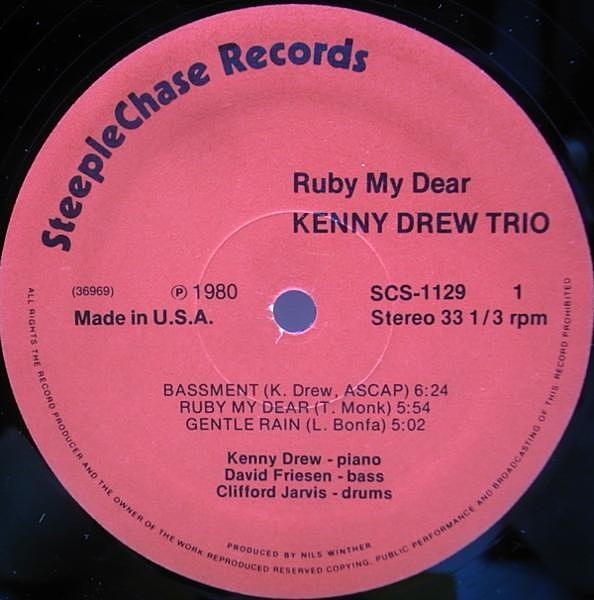 SteepleChase Records
Ruby My Dear
KENNY DREW TRIO
(36969)
℗ 1980
SCS-1129 1
Made in U.S.A.
Stereo 33 1/3 rpm
BASSMENT (K. Drew, ASCAP) 6:24
RUBY MY DEAR (T. Monk) 5:54
GENTLE RAIN (L. Bonfa) 5:02
Kenny Drew - piano
David Friesen - bass
Clifford Jarvis - drums
PRODUCED BY NILS WINTHER
ALL RIGHTS THE RECORD PRODUCER AND THE OWNER OF THE WORK REPRODUCED RESERVED COPYING, PUBLIC PERFORMANCE AND BROADCASTING OF THIS RECORD PROHIBITED